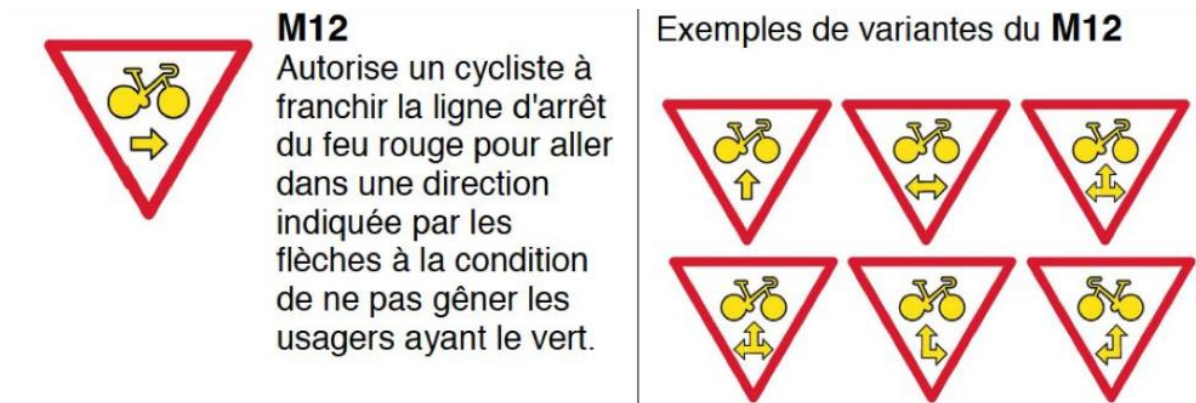 M12
Autorise un cycliste à
franchir la ligne d'arrêt
du feu rouge pour aller
dans une direction
indiquée par les
flèches à la condition
de ne pas gêner les
usagers ayant le vert.
Exemples de variantes du M12